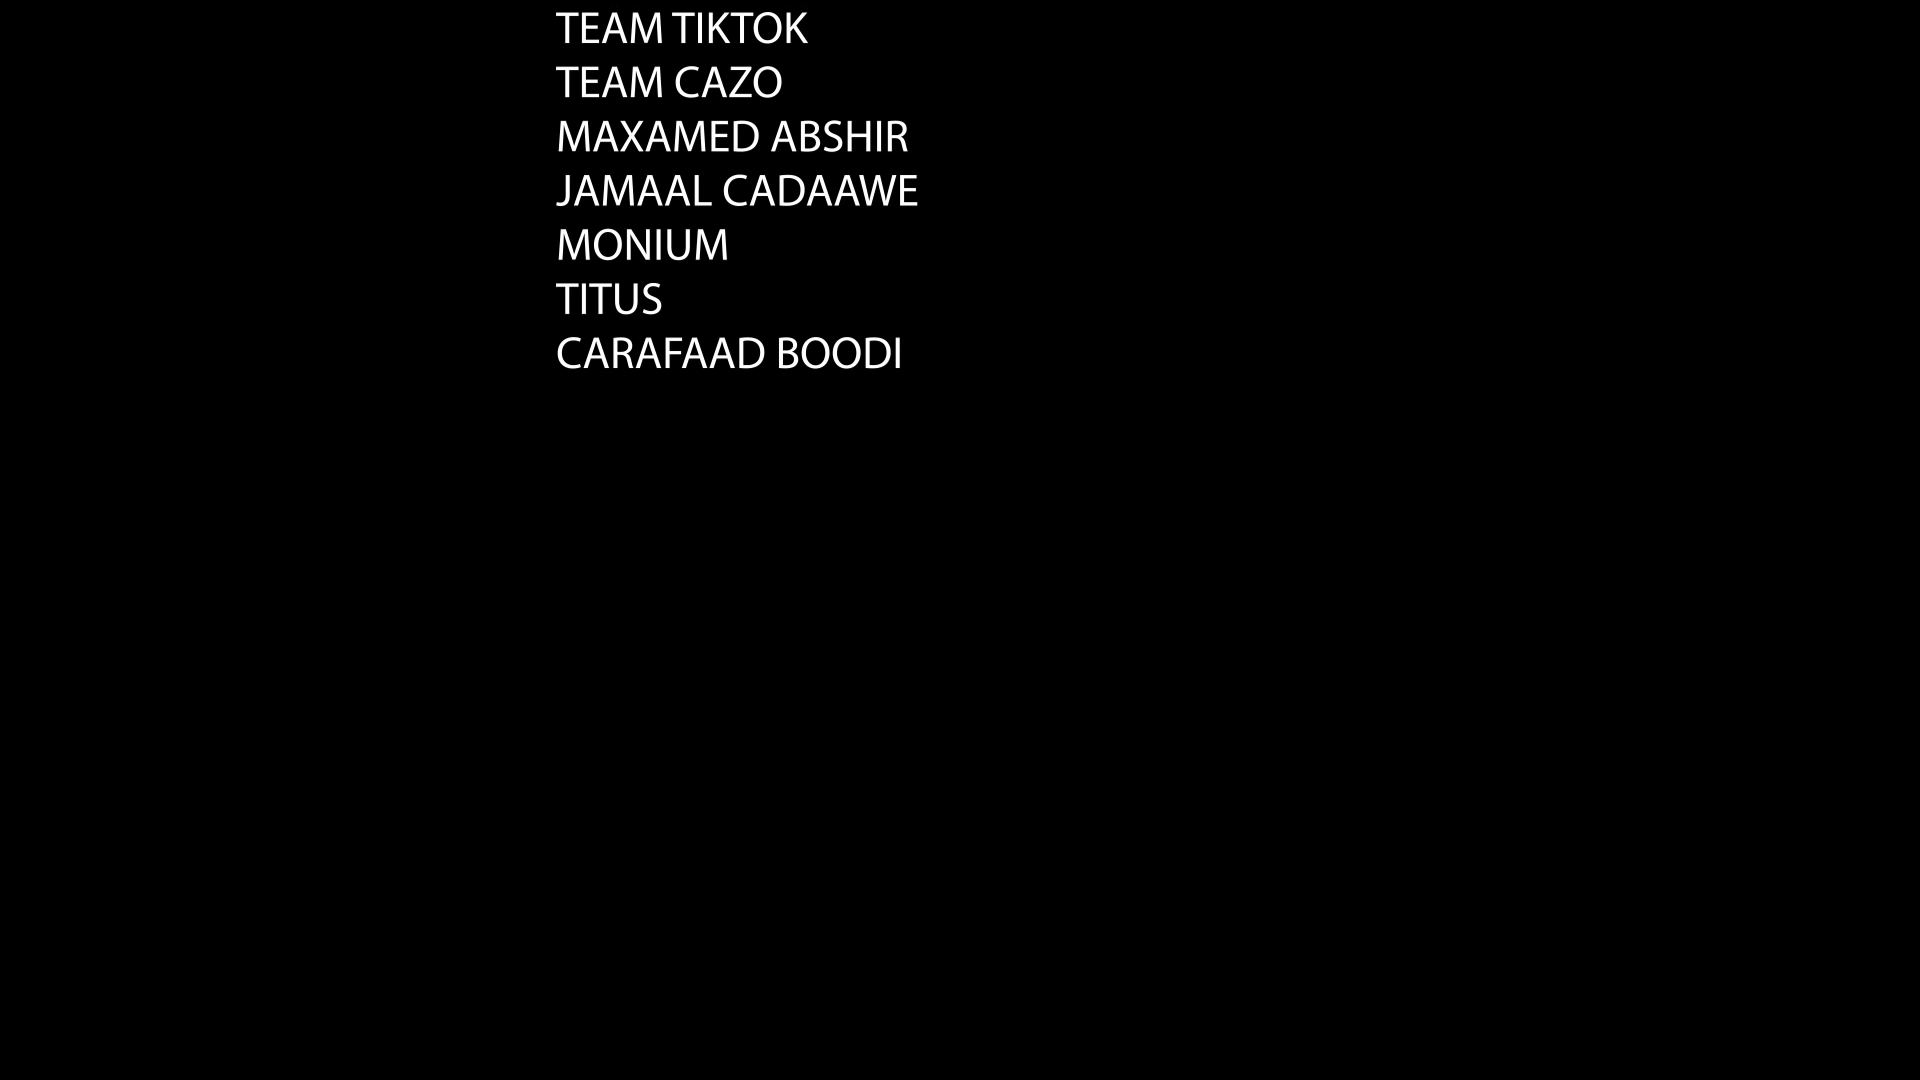 TEAM TIKTOK
TEAM CAZO
MAXAMED ABSHIR
JAMAAL CADAAWE
MONIUM
TITUS
CARAFAAD BOODI